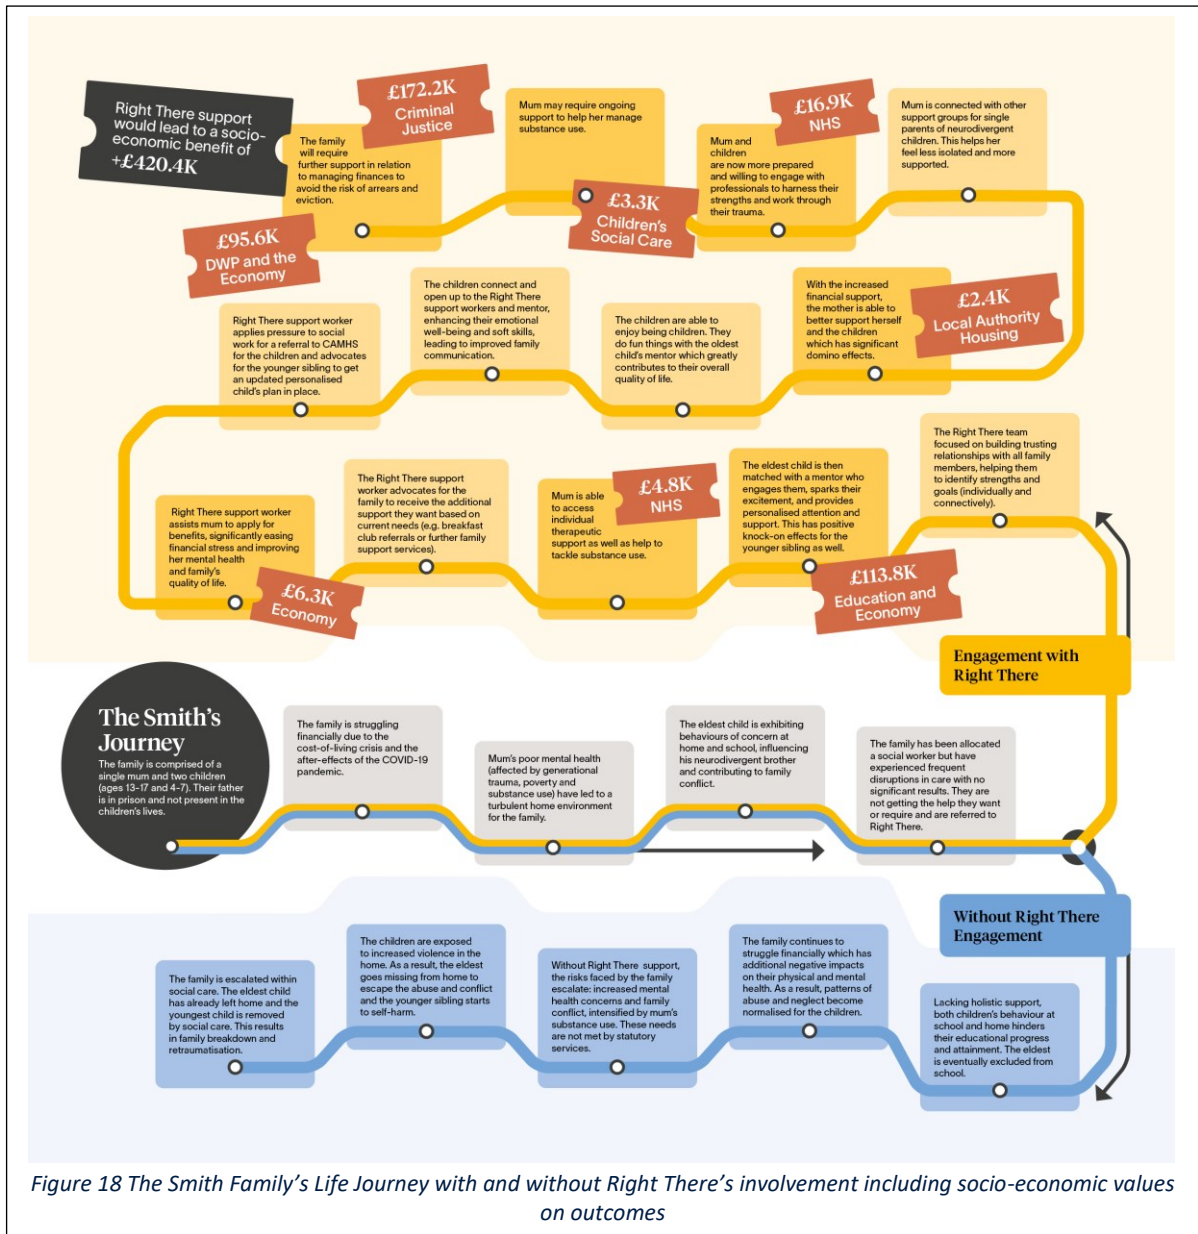 Right There support
would lead to a socio-
economic benefit of
+£420.4K
£172.2K
Criminal
Justice
The family
will require
further support in relation
to managing finances to
avoid the risk of arrears and
eviction.
£95.6K
DWP and the
Economy
Mum may require ongoing
support to help her manage
substance use.
£3.3K
Children's
Social Care
£16.9K
NHS
Mum and
children
are now more prepared
and willing to engage with
professionals to harness their
strengths and work through
their trauma.
Mum is connected with other
support groups for single
parents of neurodivergent
children. This helps her
feel less isolated and more
supported.
Right There support worker
applies pressure to social
work for a referral to CAMHS
for the children and advocates
for the younger sibling to get
an updated personalised
child's plan in place.
The children connect and
open up to the Right There
support workers and mentor,
enhancing their emotional
well-being and soft skills,
leading to improved family
communication.
The children are able to
enjoy being children. They
do fun things with the oldest
child's mentor which greatly
contributes to their overall
quality of life.
With the increased
financial support,
the mother is able to
better support herself
and the children
which has significant
domino effects.
£2.4K
Local Authority
Housing
Right There support worker
assists mum to apply for
benefits, significantly easing
financial stress and improving
her mental health
and family's
quality of life.
£6.3K
Economy
The Right There support
worker advocates for the
family to receive the additional
support they want based on
current needs (e.g. breakfast
club referrals or further family
support services).
Mum is able
to access
individual
therapeutic
support as well as help to
tackle substance use.
£4.8K
NHS
The eldest child is then
matched with a mentor who
engages them, sparks their
excitement, and provides
personalised attention and
support. This has positive
knock-on effects for the
younger sibling as well.
£113.8K
Education and
Economy
The Right There team
focused on building trusting
relationships with all family
members, helping them
to identify strengths and
goals (individually and
connectively).
Engagement with
Right There
The Smith's
Journey
The family is comprised of a
single mum and two children
(ages 13-17 and 4-7). Their father
is in prison and not present in the
children's lives.
The family is struggling
financially due to the
cost-of-living crisis and the
after-effects of the COVID-19
pandemic.
Mum's poor mental health
(affected by generational
trauma, poverty and
substance use) have led to a
turbulent home environment
for the family.
The eldest child is exhibiting
behaviours of concern at
home and school, influencing
his neurodivergent brother
and contributing to family
conflict.
The family has been allocated
a social worker but have
experienced frequent
disruptions in care with no
significant results. They are
not getting the help they want
or require and are referred to
Right There.
Without Right There
Engagement
The family is escalated within
social care. The eldest child
has already left home and the
youngest child is removed
by social care. This results
in family breakdown and
retraumatisation.
The children are exposed
to increased violence in the
home. As a result, the eldest
goes missing from home to
escape the abuse and conflict
and the younger sibling starts
to self-harm.
Without Right There support,
the risks faced by the family
escalate: increased mental
health concerns and family
conflict, intensified by mum's
substance use. These needs
are not met by statutory
services.
The family continues to
struggle financially which has
additional negative impacts
on their physical and mental
health. As a result, patterns of
abuse and neglect become
normalised for the children.
Lacking holistic support,
both children's behaviour at
school and home hinders
their educational progress
and attainment. The eldest
is eventually excluded from
school.
Figure 18 The Smith Family's Life Journey with and without Right There's involvement including socio-economic values
on outcomes